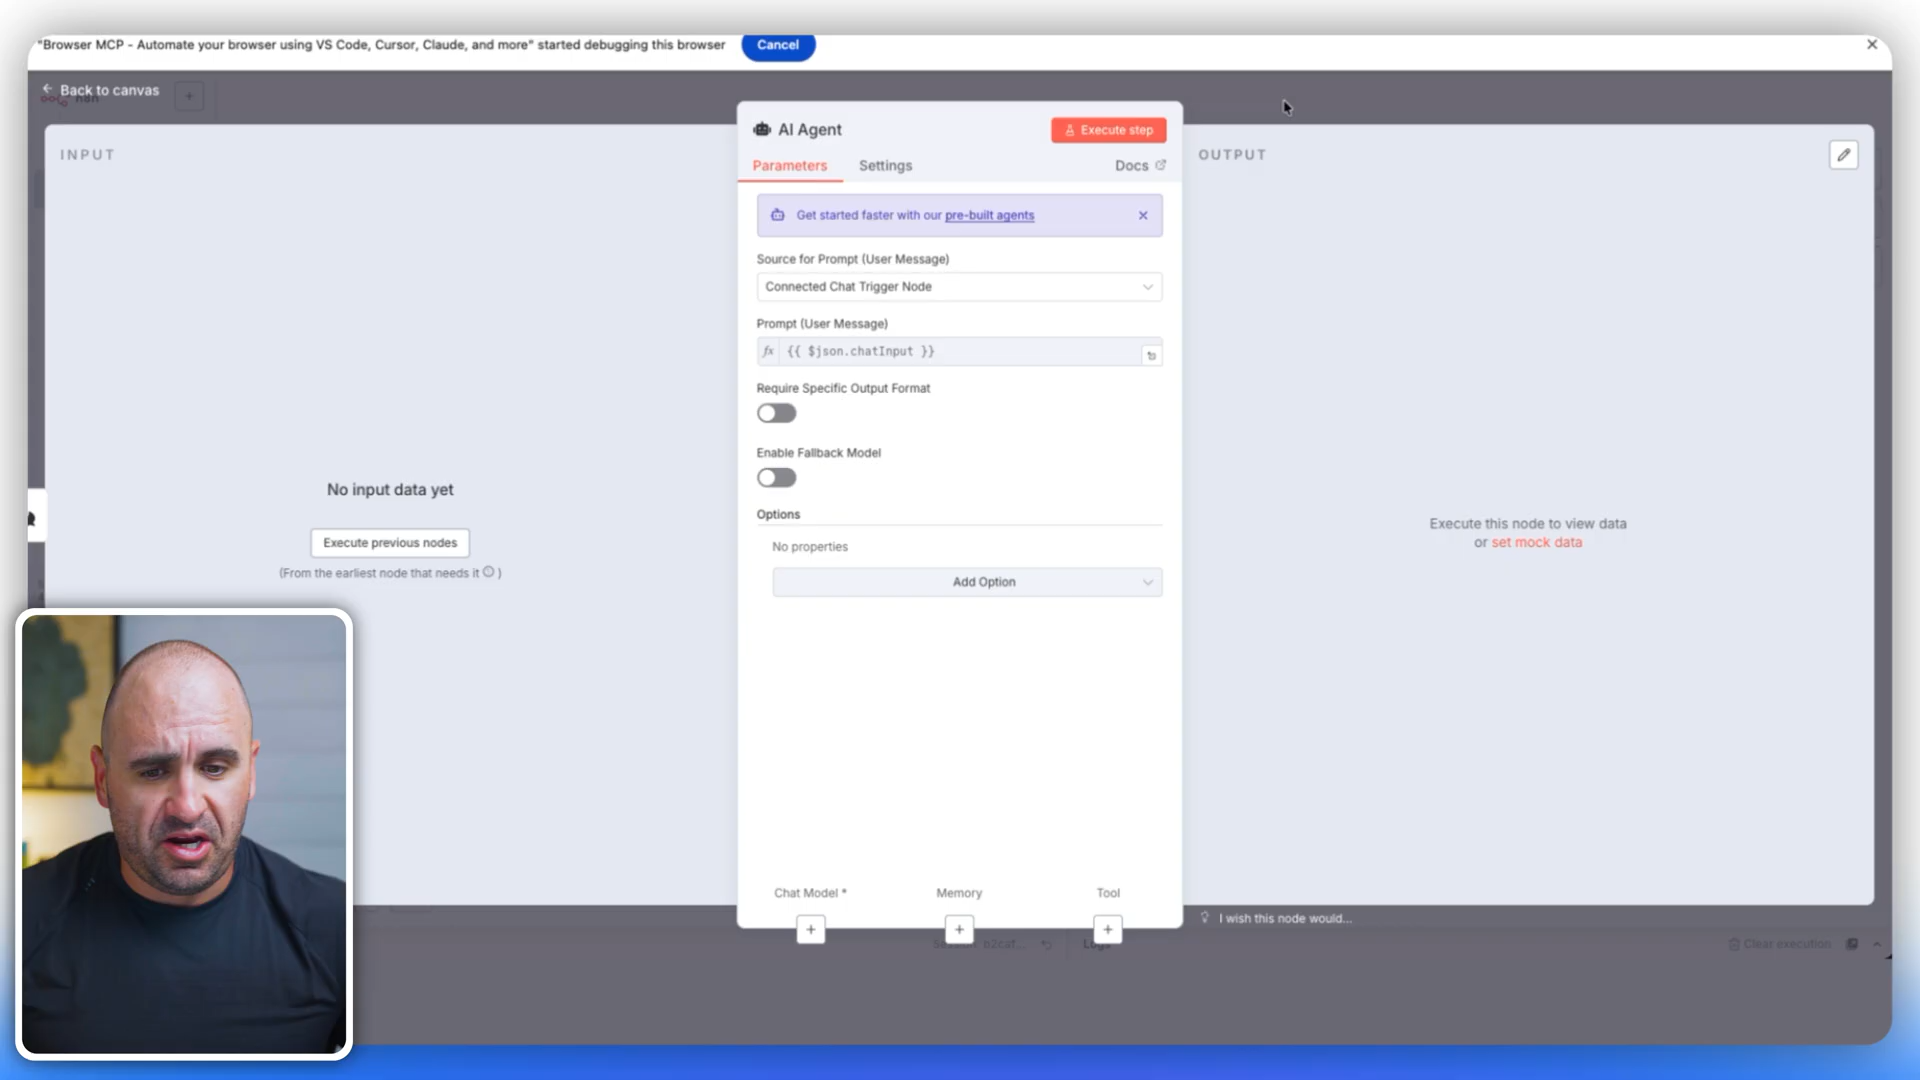 "Browser MCP - Automate your browser using VS Code, Cursor, Claude, and more" started debugging this browser
Cancel
Back to canvas
n8n
AI Agent
Execute step
INPUT
OUTPUT
Parameters
Settings
Docs
Get started faster with our pre-built agents
Source for Prompt (User Message)
Connected Chat Trigger Node
Prompt (User Message)
fx {{ $json.chatInput }}
Require Specific Output Format
Enable Fallback Model
No input data yet
Options
Execute this node to view data
or set mock data
Execute previous nodes
No properties
(From the earliest node that needs it )
Add Option
Chat Model *
Memory
Tool
I wish this node would...
Logs
Clear execution